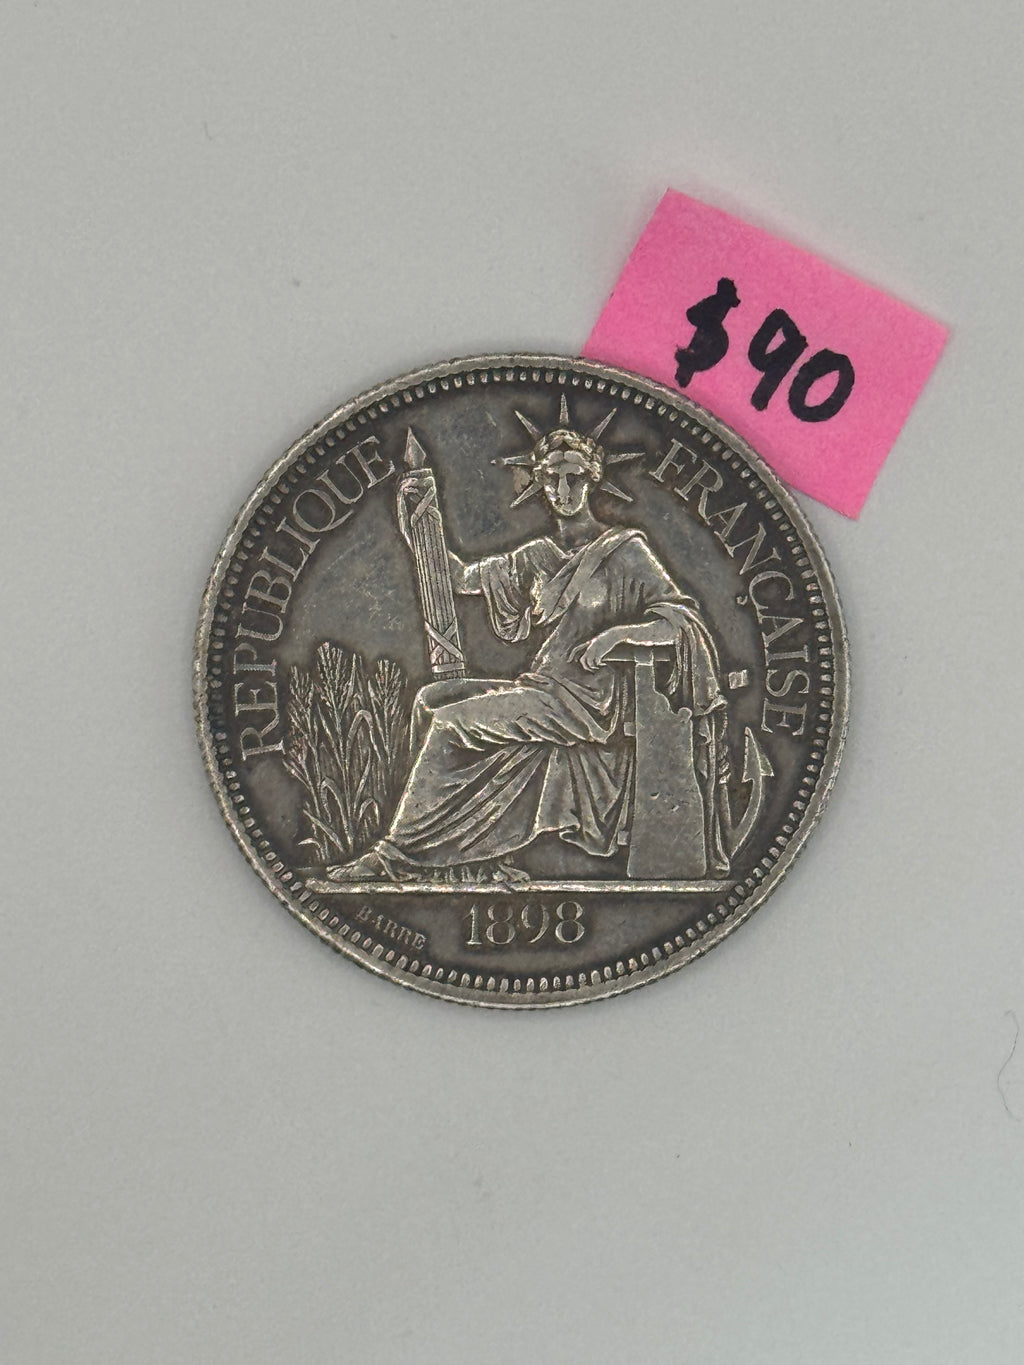 $90
REPUBLIQUE FRANÇAISE
BARRE
1898